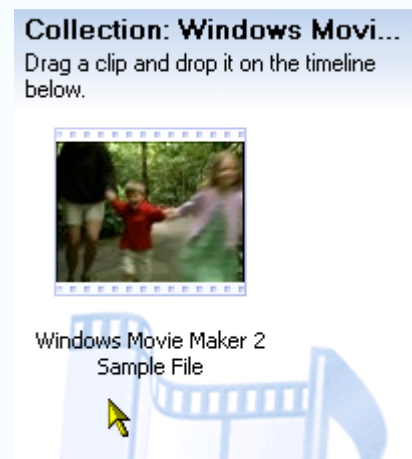 Collection: Windows Movi...
Drag a clip and drop it on the timeline
below.
Windows Movie Maker 2
Sample File